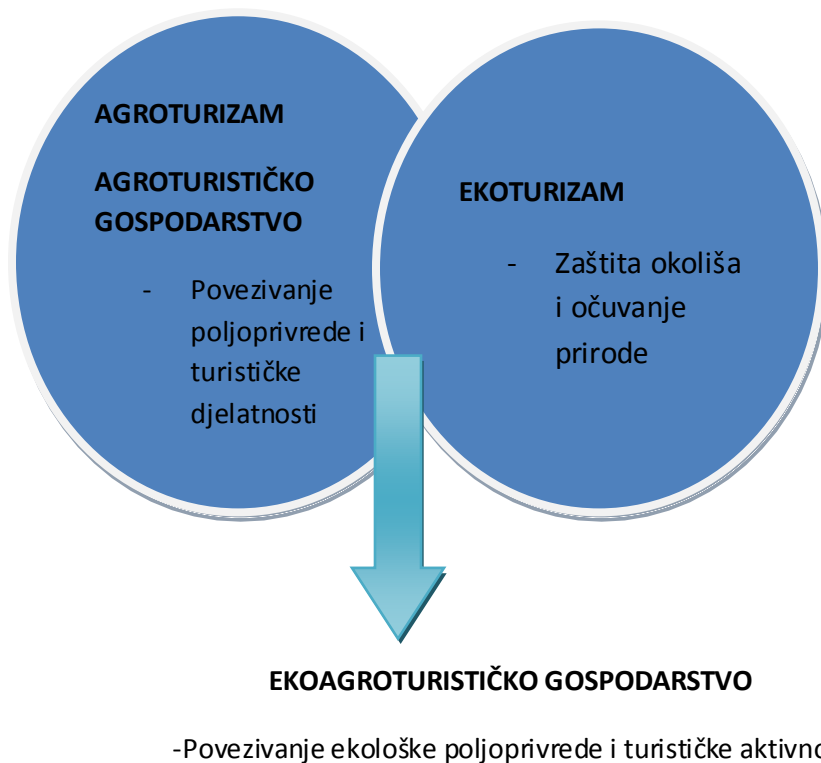 AGROTURIZAM
AGROTURISTIČKO
GOSPODARSTVO
- Povezivanje
poljoprivrede i
turističke
djelatnosti
EKOTURIZAM
- Zaštita okoliša
i očuvanje
prirode
EKOAGROTURISTIČKO GOSPODARSTVO
-Povezivanje ekološke poljoprivrede i turističke